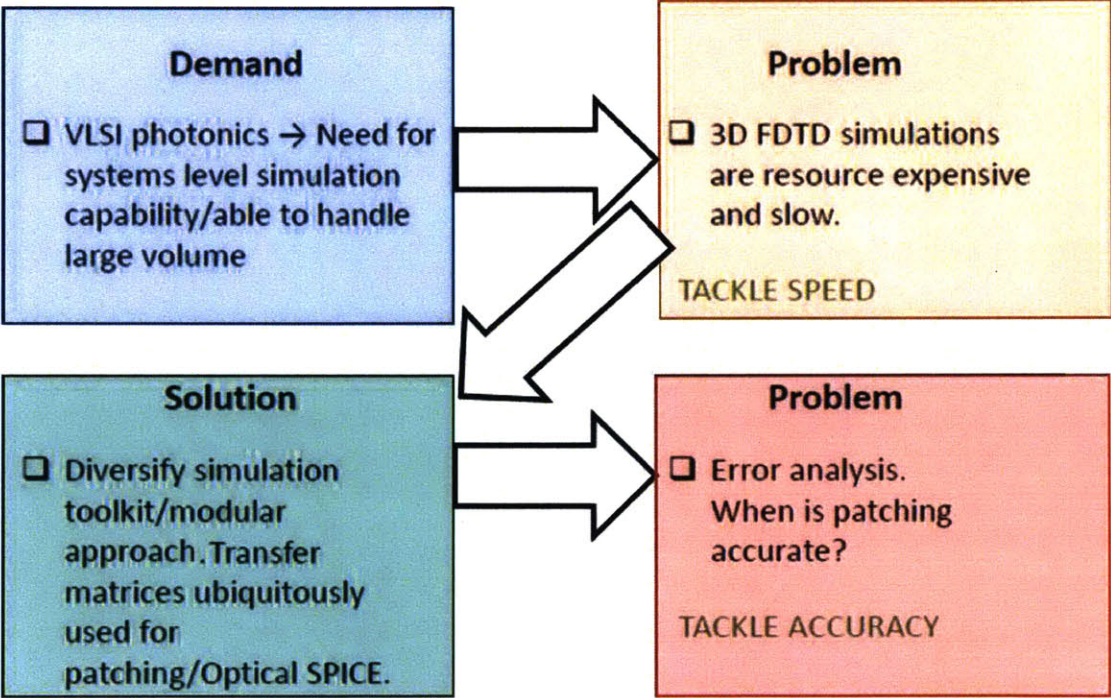 Demand
❑ VLSI photonics → Need for
systems level simulation
capability/able to handle
large volume
Problem
❑ 3D FDTD simulations
are resource expensive
and slow.
TACKLE SPEED
Solution
❑ Diversify simulation
toolkit/modular
approach.Transfer
matrices ubiquitously
used for
patching/Optical SPICE.
Problem
❑ Error analysis.
When is patching
accurate?
TACKLE ACCURACY